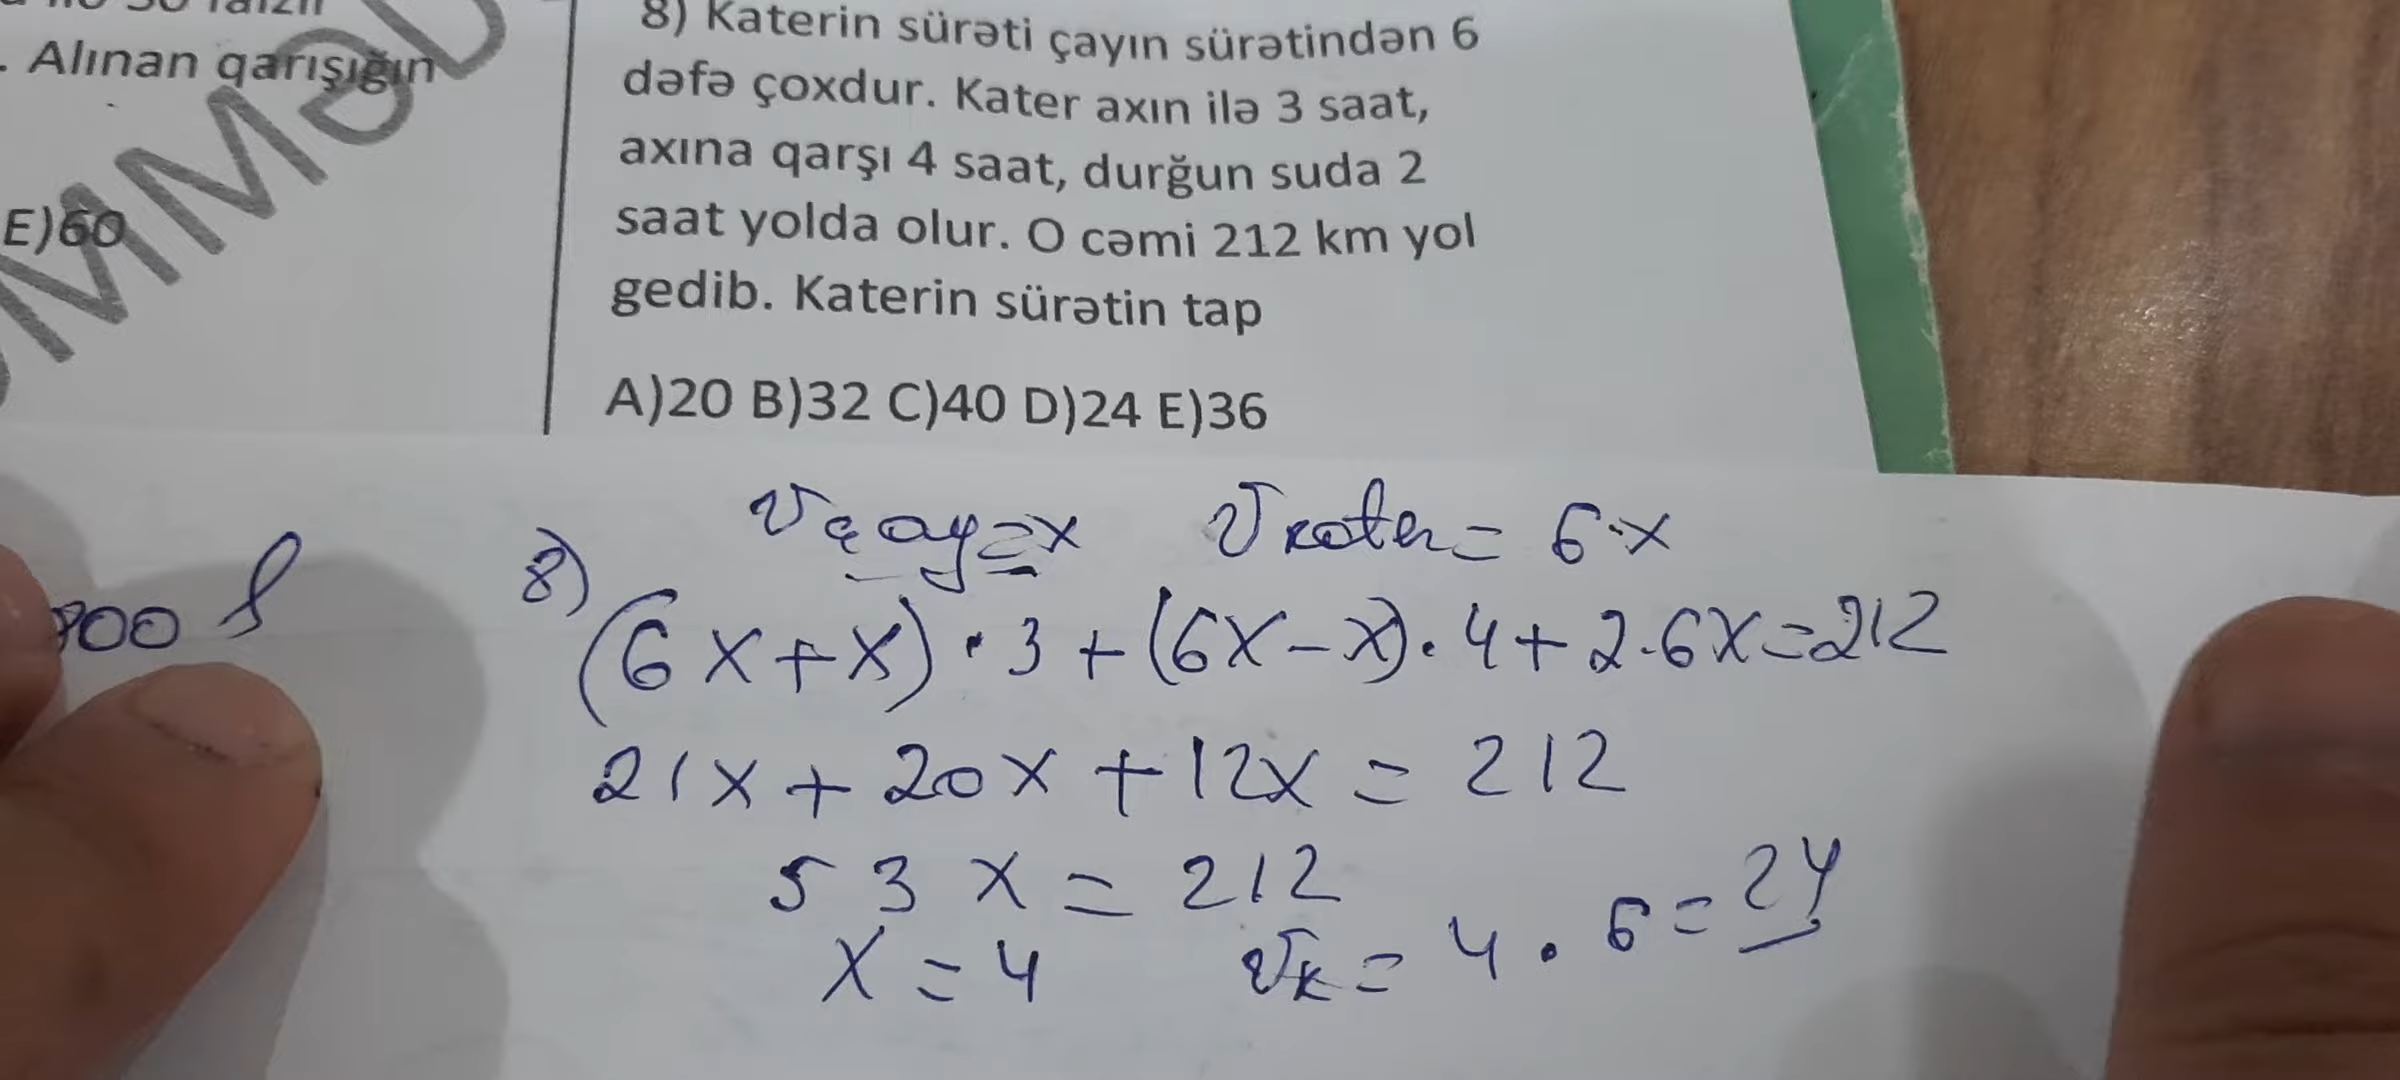 . Alınan qarışığın
E)60
8) Katerin sürəti çayın sürətindən 6
dəfə çoxdur. Kater axın ilə 3 saat,
axına qarşı 4 saat, durğun suda 2
saat yolda olur. O cəmi 212 km yol
gedib. Katerin sürətin tap
A)20 B)32 C)40 D)24 E)36
8) Vçay=x Vkater= 6·x
(6x+x)·3+(6x-x)·4+2·6x=212
21x+20x+12x=212
53x=212
x=4 Vk=4·6=24